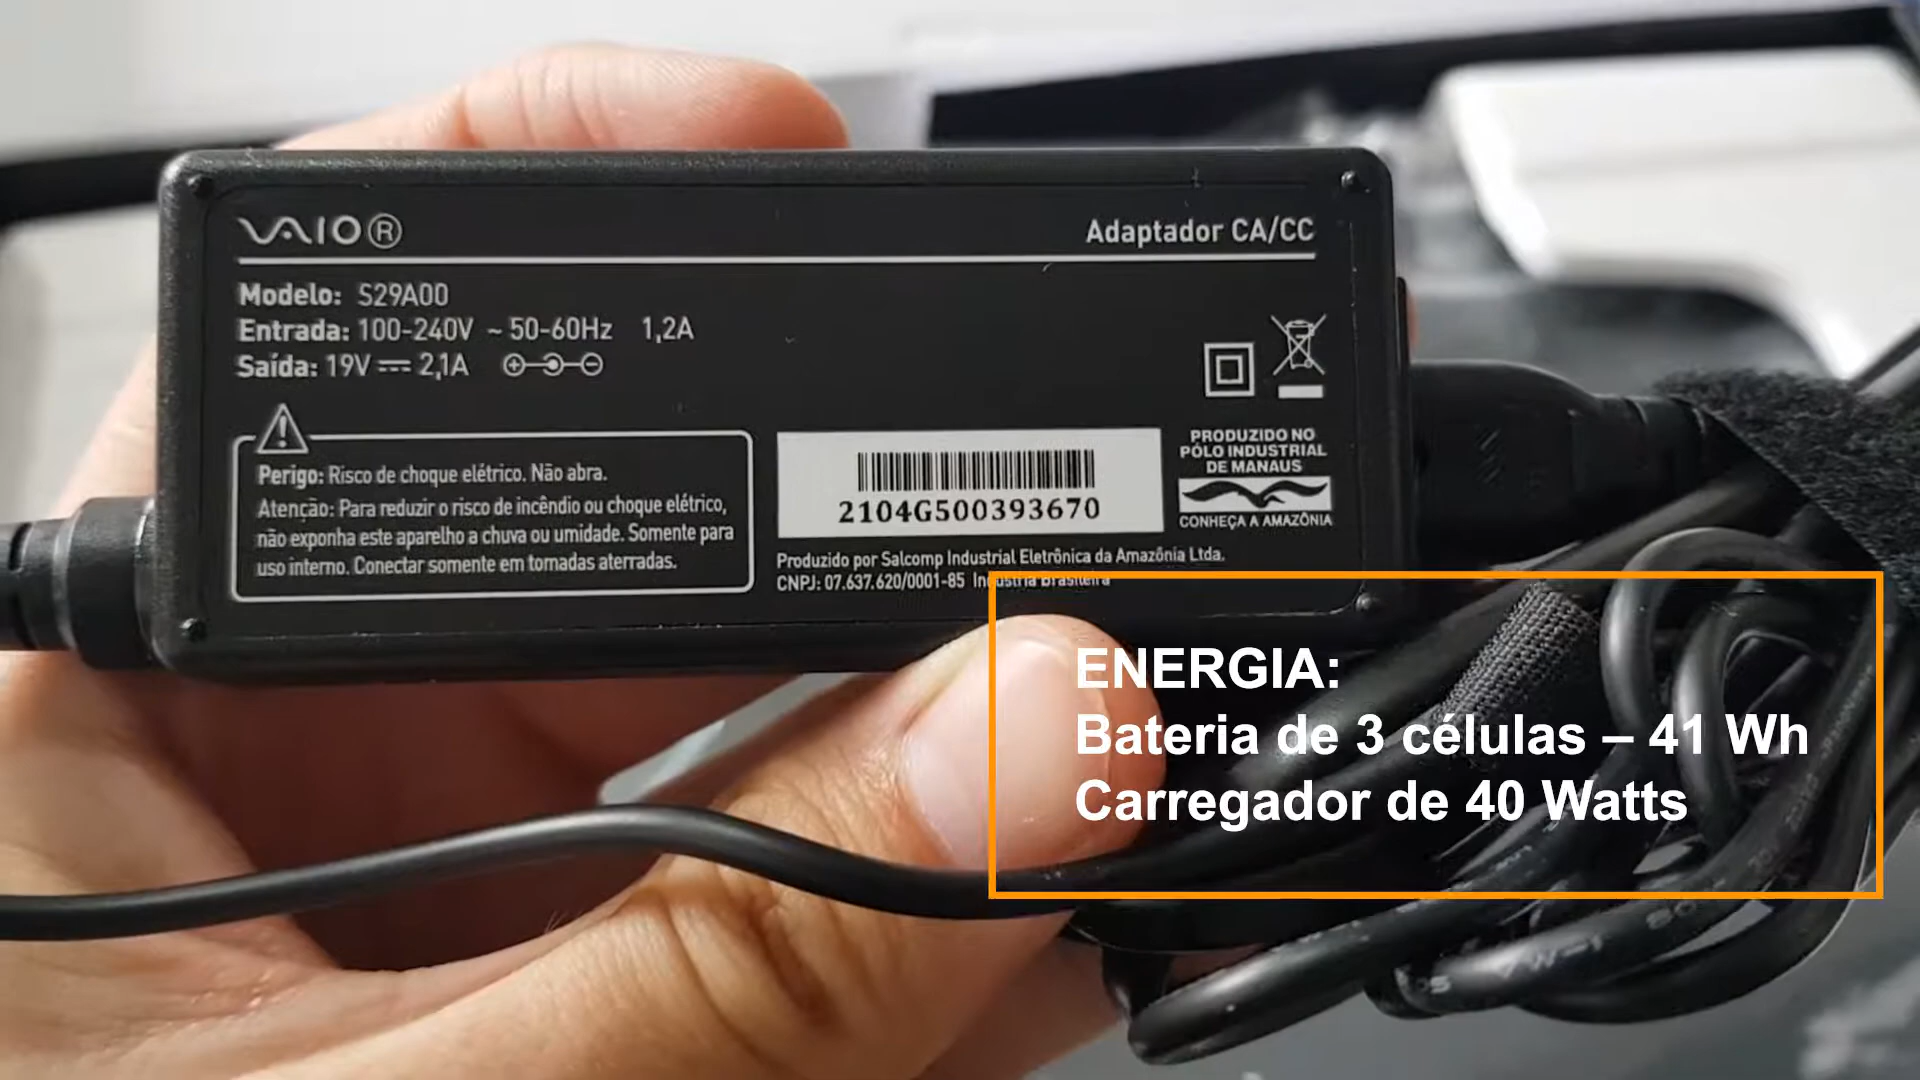 VAIO®
Adaptador CA/CC
Modelo: S29A00
Entrada: 100-240V ~ 50-60Hz 1,2A
Saída: 19V 2,1A
Perigo: Risco de choque elétrico. Não abra.
Atenção: Para reduzir o risco de incêndio ou choque elétrico,
não exponha este aparelho a chuva ou umidade. Somente para
uso interno. Conectar somente em tomadas aterradas.
2104G500393670
PRODUZIDO NO
PÓLO INDUSTRIAL
DE MANAUS
CONHEÇA A AMAZÔNIA
Produzido por Salcomp Industrial Eletrônica da Amazônia Ltda.
CNPJ: 07.637.620/0001-85 Indústria Brasileira
ENERGIA:
Bateria de 3 células – 41 Wh
Carregador de 40 Watts